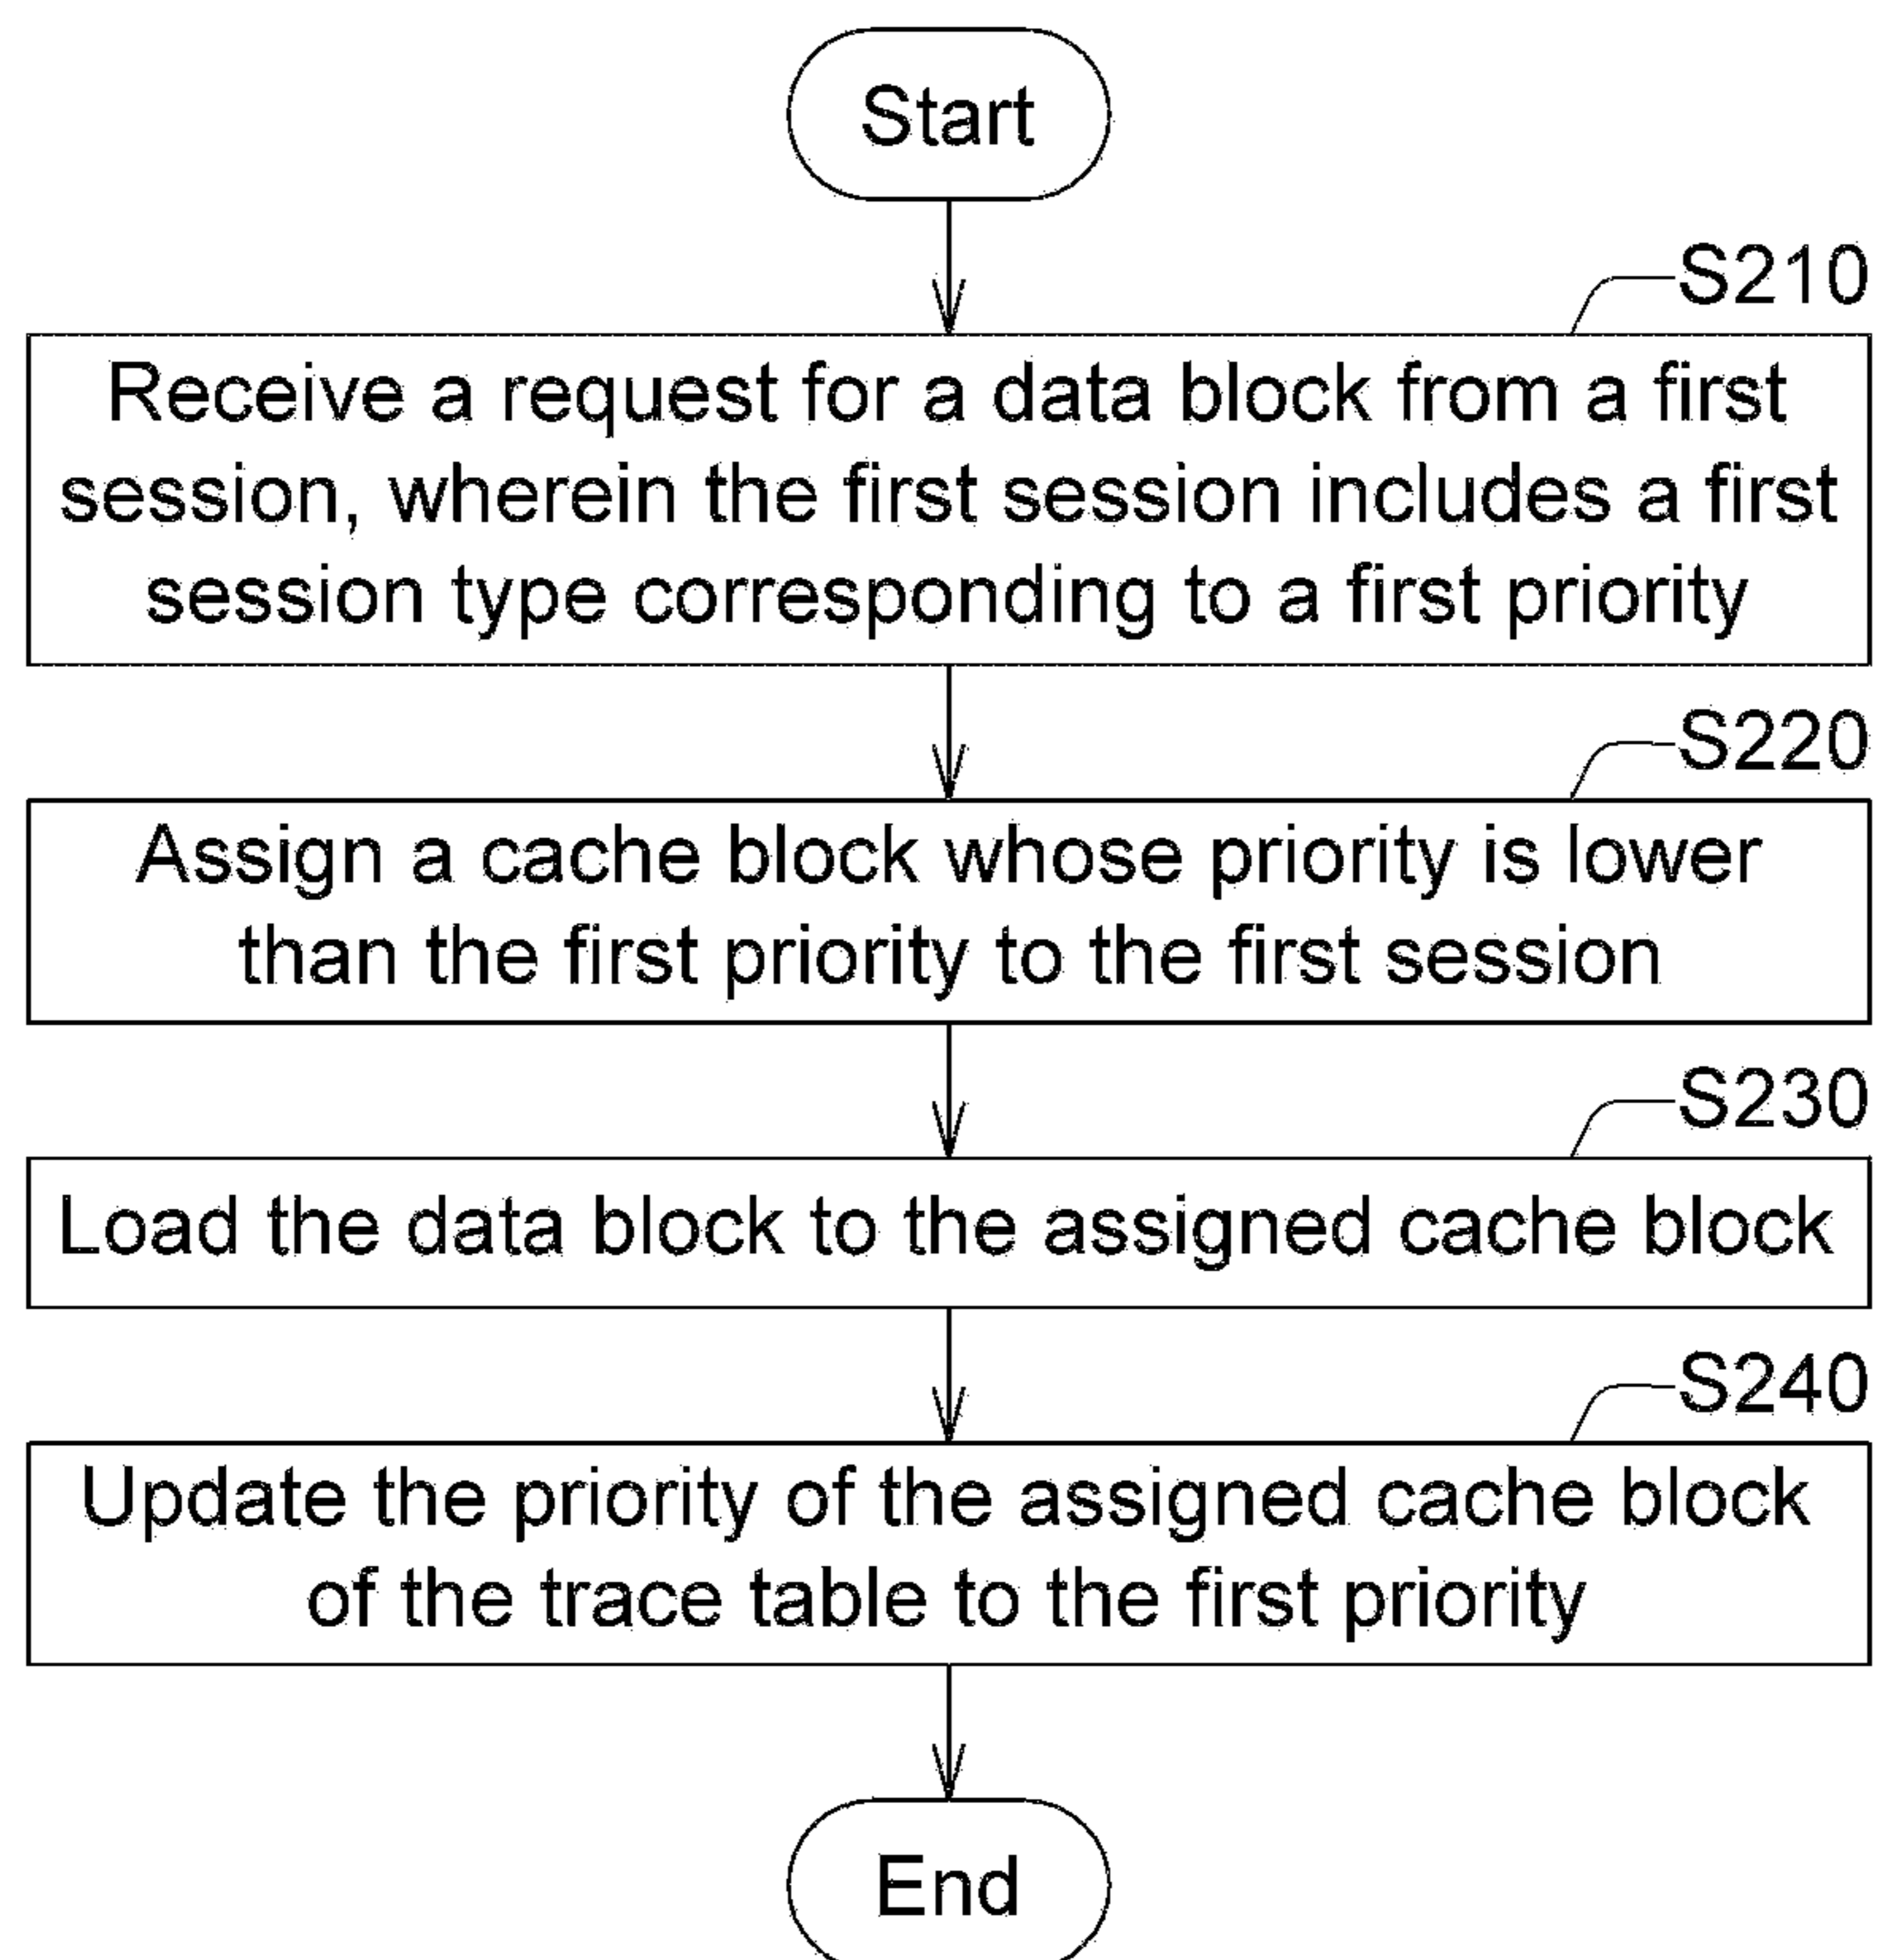 Start
S210
Receive a request for a data block from a first
session, wherein the first session includes a first
session type corresponding to a first priority
S220
Assign a cache block whose priority is lower
than the first priority to the first session
S230
Load the data block to the assigned cache block
S240
Update the priority of the assigned cache block
of the trace table to the first priority
End